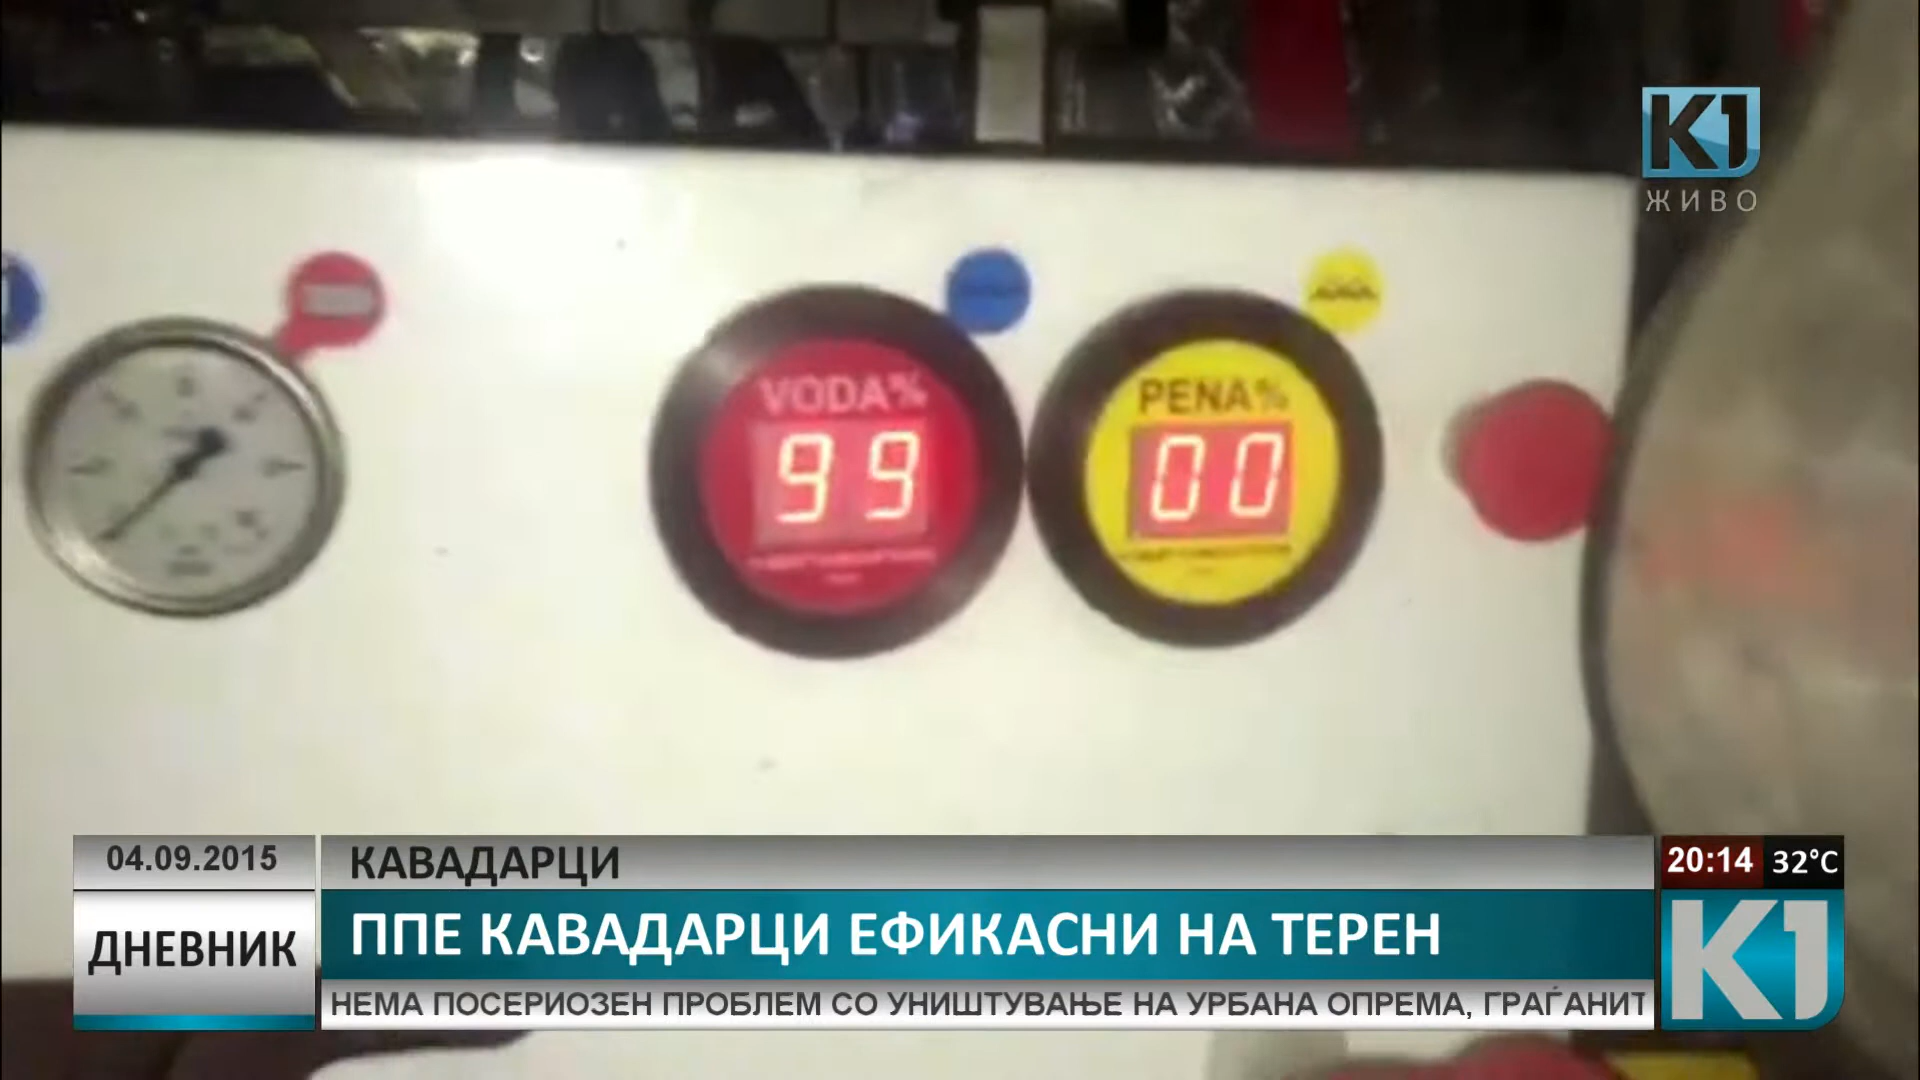 K1
ЖИВО
VODA%
PENA%
99
00
04.09.2015
КАВАДАРЦИ
20:14 32°C
ДНЕВНИК
ППЕ КАВАДАРЦИ ЕФИКАСНИ НА ТЕРЕН
K1
НЕМА ПОСЕРИОЗЕН ПРОБЛЕМ СО УНИШТУВАЊЕ НА УРБАНА ОПРЕМА, ГРАЃАНИТ